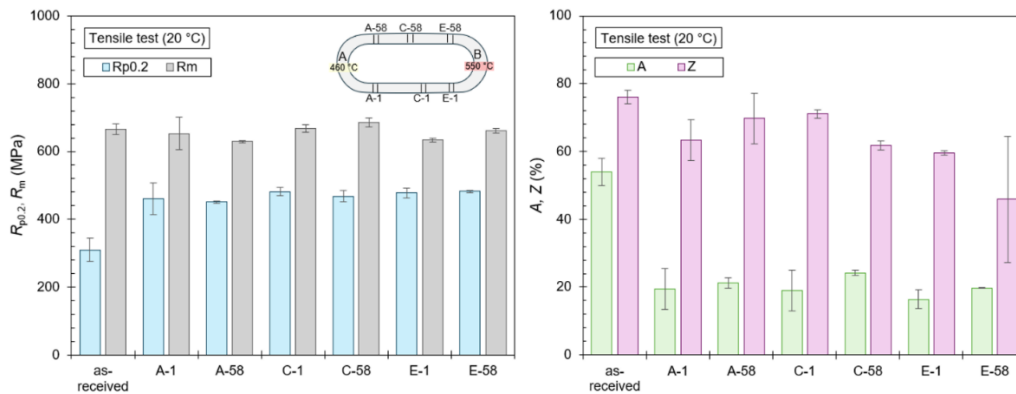 Tensile test (20 °C)
Rp0.2 Rm
A-58 C-58 E-58
A B
460 °C 550 °C
A-1 C-1 E-1
1000
800
600
400
200
0
Rp0.2, Rm (MPa)
as-received A-1 A-58 C-1 C-58 E-1 E-58
Tensile test (20 °C)
A Z
100
80
60
40
20
0
A, Z (%)
as-received A-1 A-58 C-1 C-58 E-1 E-58